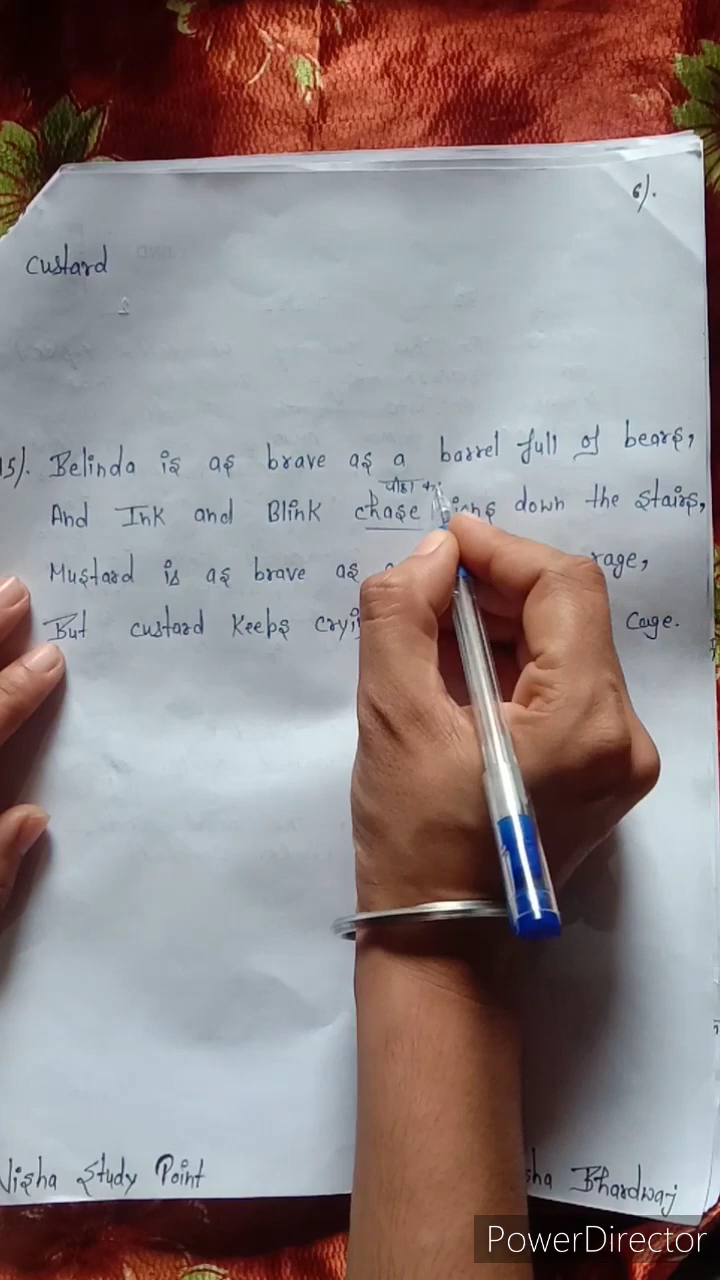 6).
custard
15). Belinda is as brave as a barrel full of bears,
पीछा
And Ink and Blink chase lions down the stairs,
Mustard is as brave as a rage,
But custard keeps cage.
Study Point
Bhardwaj
PowerDirector